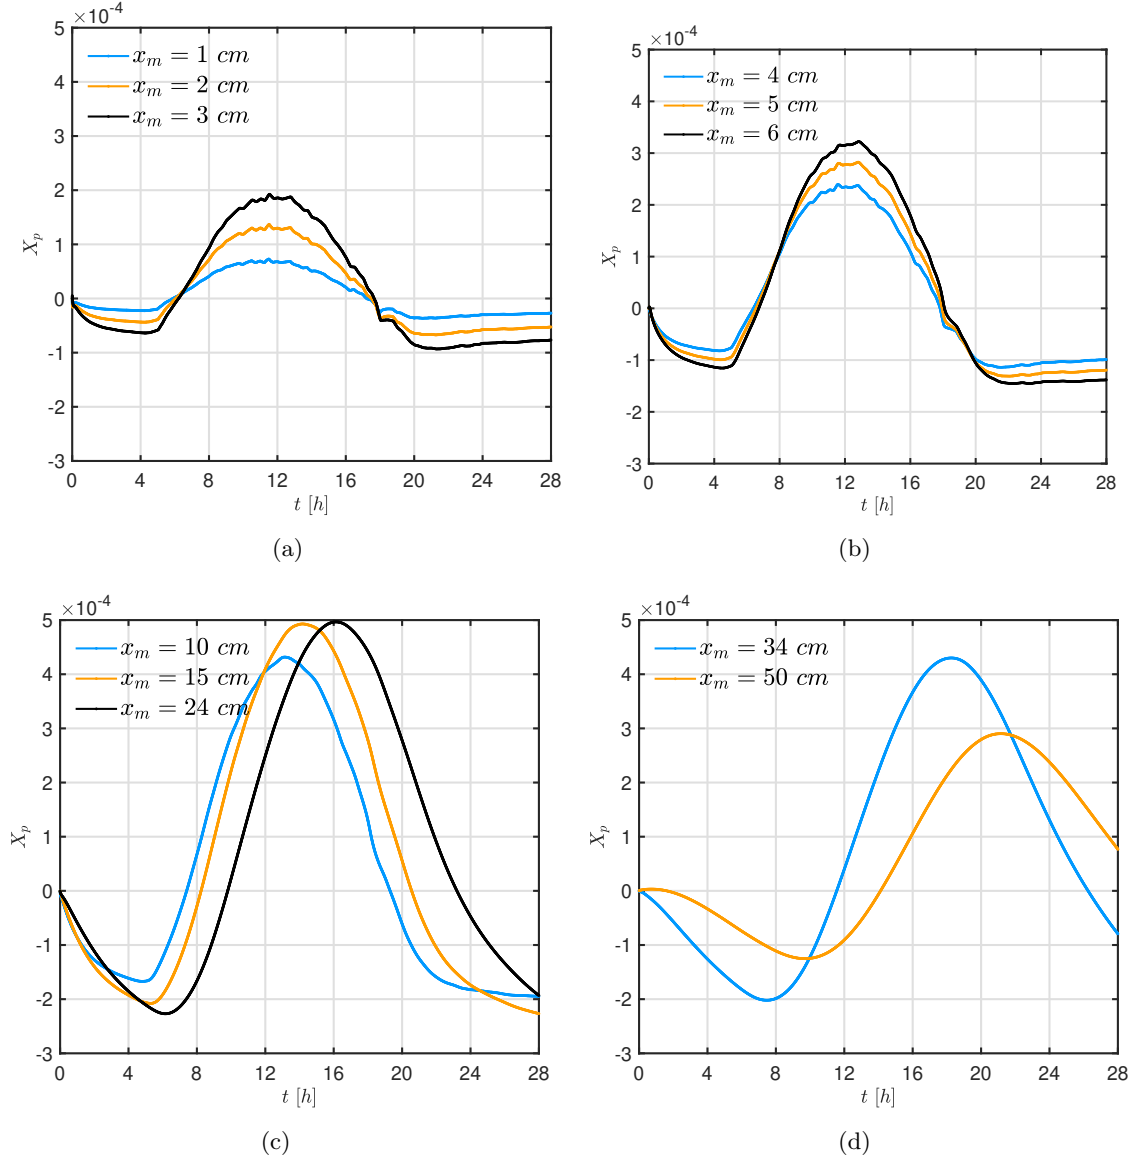 ×10⁻⁴
5
4
3
2
1
0
-1
-2
-3
X_p
x_m = 1 cm
x_m = 2 cm
x_m = 3 cm
0 4 8 12 16 20 24 28
t [h]
(a)
×10⁻⁴
5
4
3
2
1
0
-1
-2
-3
X_p
x_m = 4 cm
x_m = 5 cm
x_m = 6 cm
0 4 8 12 16 20 24 28
t [h]
(b)
×10⁻⁴
5
4
3
2
1
0
-1
-2
-3
X_p
x_m = 10 cm
x_m = 15 cm
x_m = 24 cm
0 4 8 12 16 20 24 28
t [h]
(c)
×10⁻⁴
5
4
3
2
1
0
-1
-2
-3
X_p
x_m = 34 cm
x_m = 50 cm
0 4 8 12 16 20 24 28
t [h]
(d)